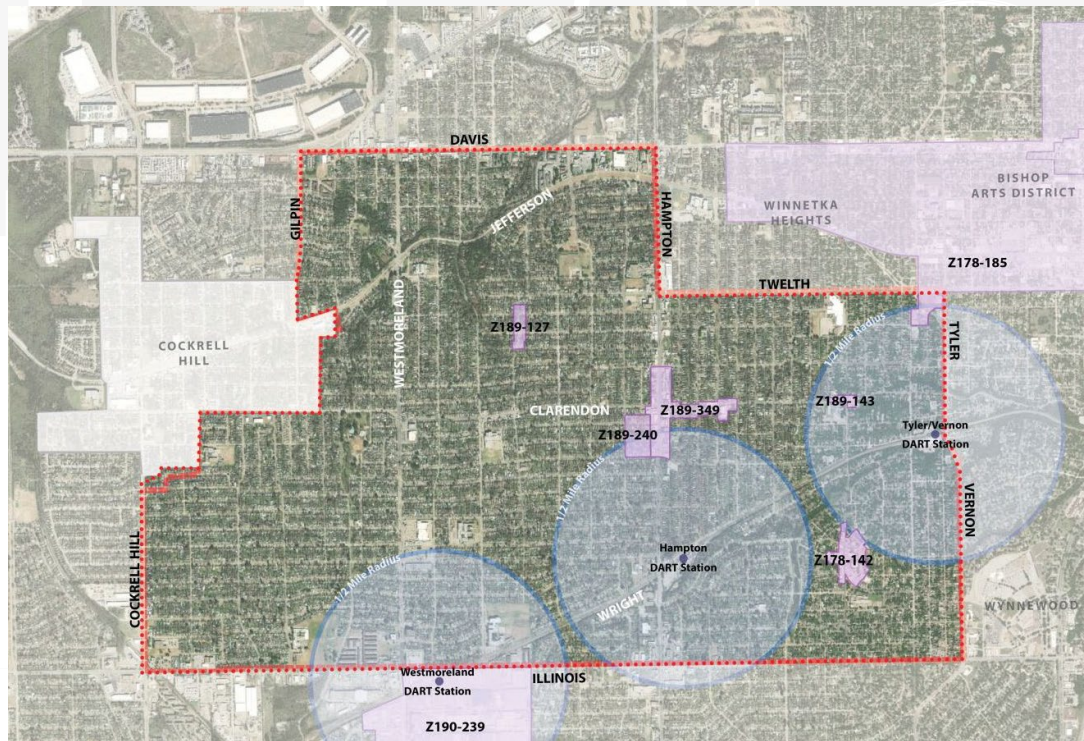 DAVIS
BISHOP
ARTS DISTRICT
WINNETKA
HEIGHTS
GILPIN
JEFFERSON
HAMPTON
Z178-185
TWELTH
WESTMORELAND
Z189-127
COCKRELL
HILL
1/2 Mile Radius
TYLER
CLARENDON
Z189-349
Z189-143
Z189-240
Tyler/Vernon
DART Station
1/2 Mile Radius
VERNON
Hampton
DART Station
Z178-142
1/2 Mile Radius
COCKRELL HILL
WRIGHT
WYNNEWOOD
Westmoreland
DART Station
ILLINOIS
Z190-239